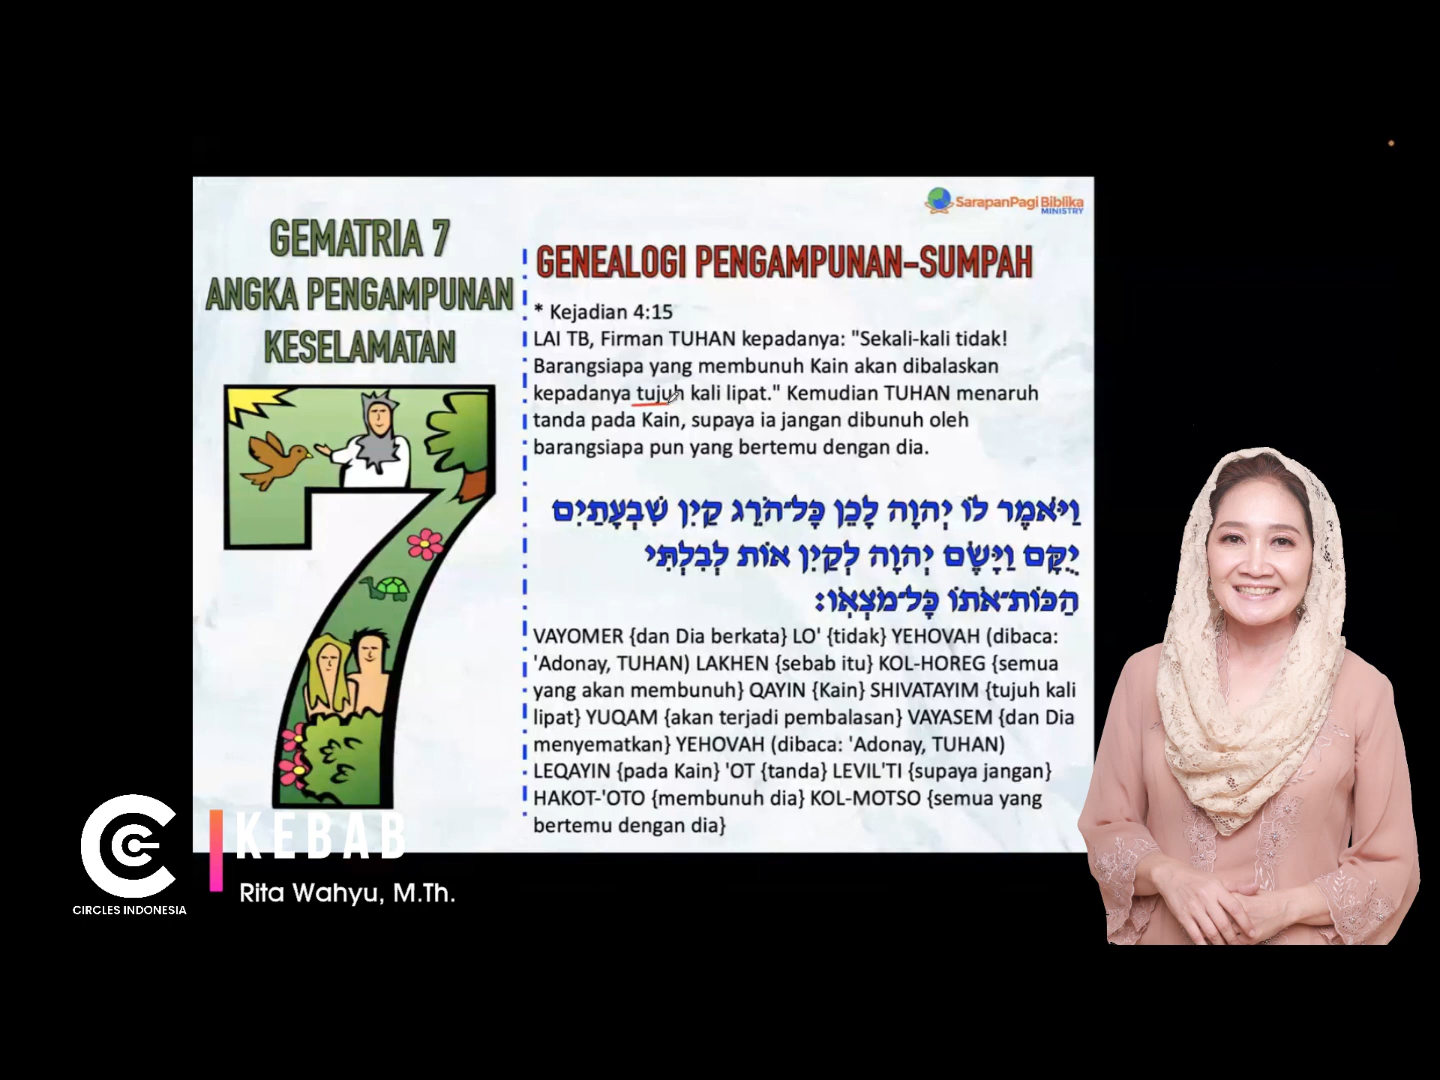 SarapanPagi Biblika
MINISTRY
GEMATRIA 7
ANGKA PENGAMPUNAN
KESELAMATAN
GENEALOGI PENGAMPUNAN-SUMPAH
* Kejadian 4:15
LAI TB, Firman TUHAN kepadanya: "Sekali-kali tidak!
Barangsiapa yang membunuh Kain akan dibalaskan
kepadanya tujuh kali lipat." Kemudian TUHAN menaruh
tanda pada Kain, supaya ia jangan dibunuh oleh
barangsiapa pun yang bertemu dengan dia.
וַיֹּאמֶר לוֹ יְהוָה לָכֵן כָּל־הֹרֵג קַיִן שִׁבְעָתַיִם
יֻקָּם וַיָּשֶׂם יְהוָה לְקַיִן אוֹת לְבִלְתִּי
הַכּוֹת־אֹתוֹ כָּל־מֹצְאֽוֹ׃
VAYOMER {dan Dia berkata} LO' {tidak} YEHOVAH (dibaca:
'Adonay, TUHAN) LAKHEN {sebab itu} KOL-HOREG {semua
yang akan membunuh} QAYIN {Kain} SHIVATAYIM {tujuh kali
lipat} YUQAM {akan terjadi pembalasan} VAYASEM {dan Dia
menyematkan} YEHOVAH (dibaca: 'Adonay, TUHAN)
LEQAYIN {pada Kain} 'OT {tanda} LEVIL'TI {supaya jangan}
HAKOT-'OTO {membunuh dia} KOL-MOTSO {semua yang
bertemu dengan dia}
KEBAB
Rita Wahyu, M.Th.
CIRCLES INDONESIA